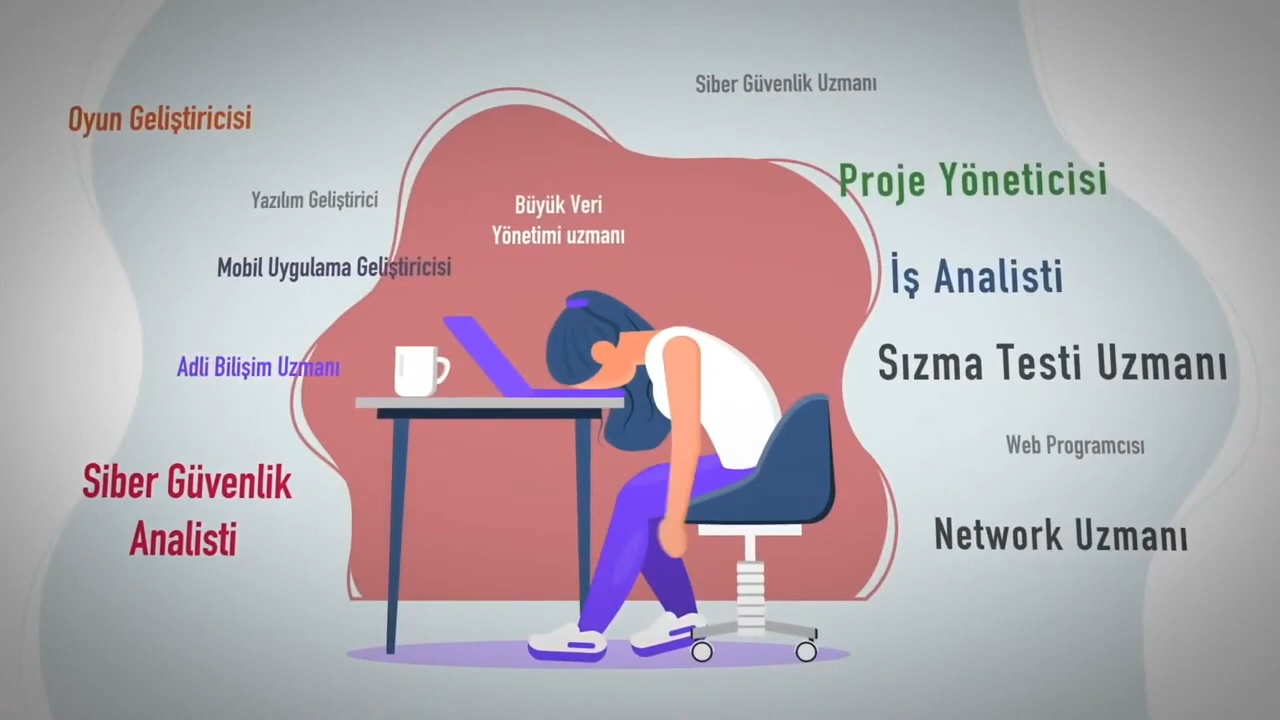 Siber Güvenlik Uzmanı
Oyun Geliştiricisi
Proje Yöneticisi
Yazılım Geliştirici
Büyük Veri
Yönetimi uzmanı
Mobil Uygulama Geliştiricisi
İş Analisti
Adli Bilişim Uzmanı
Sızma Testi Uzmanı
Web Programcısı
Siber Güvenlik
Analisti
Network Uzmanı